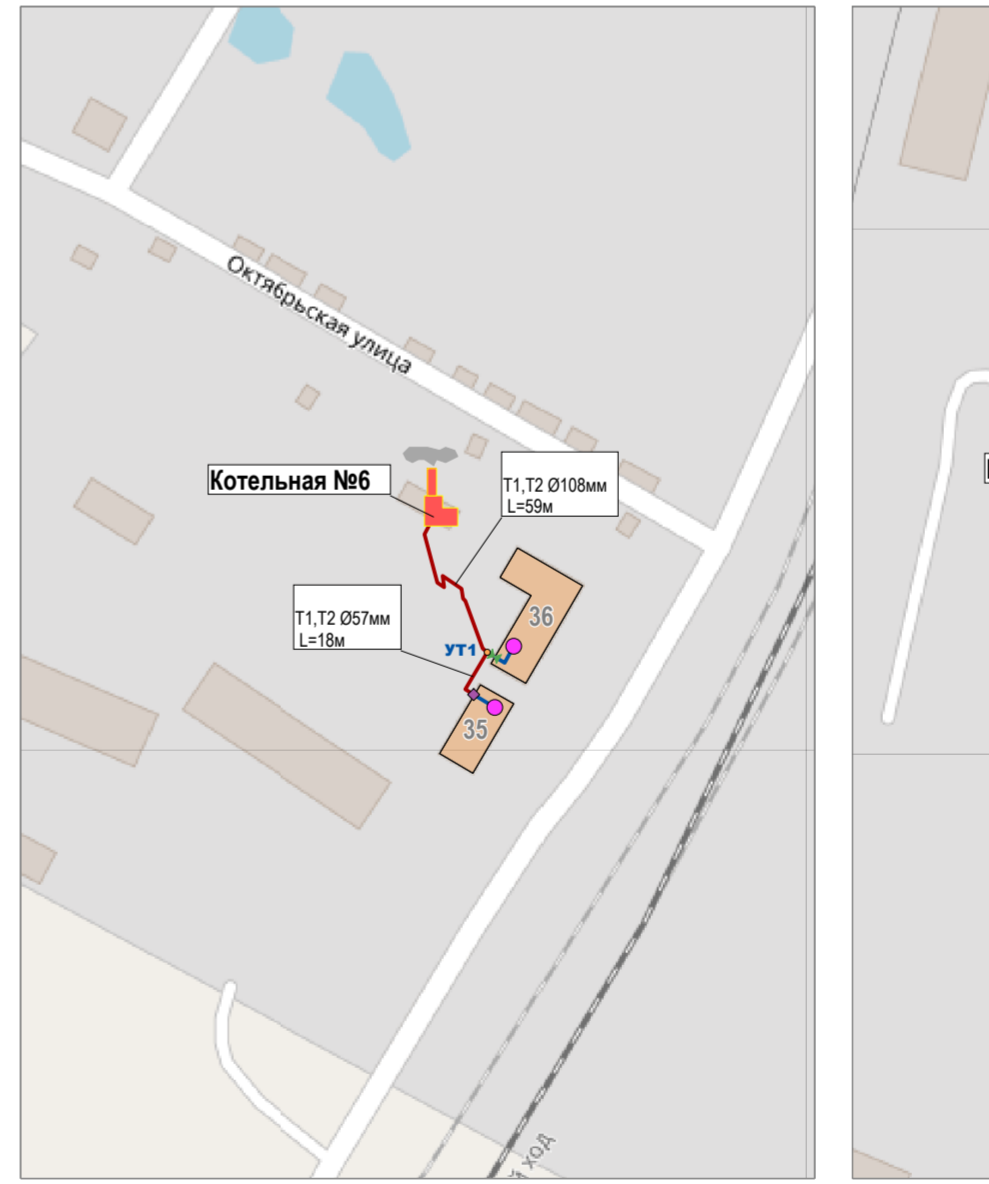 Октябрьская улица
Котельная №6
Т1,Т2 Ø108мм
L=59м
Т1,Т2 Ø57мм
L=18м
УТ1
36
35
ход